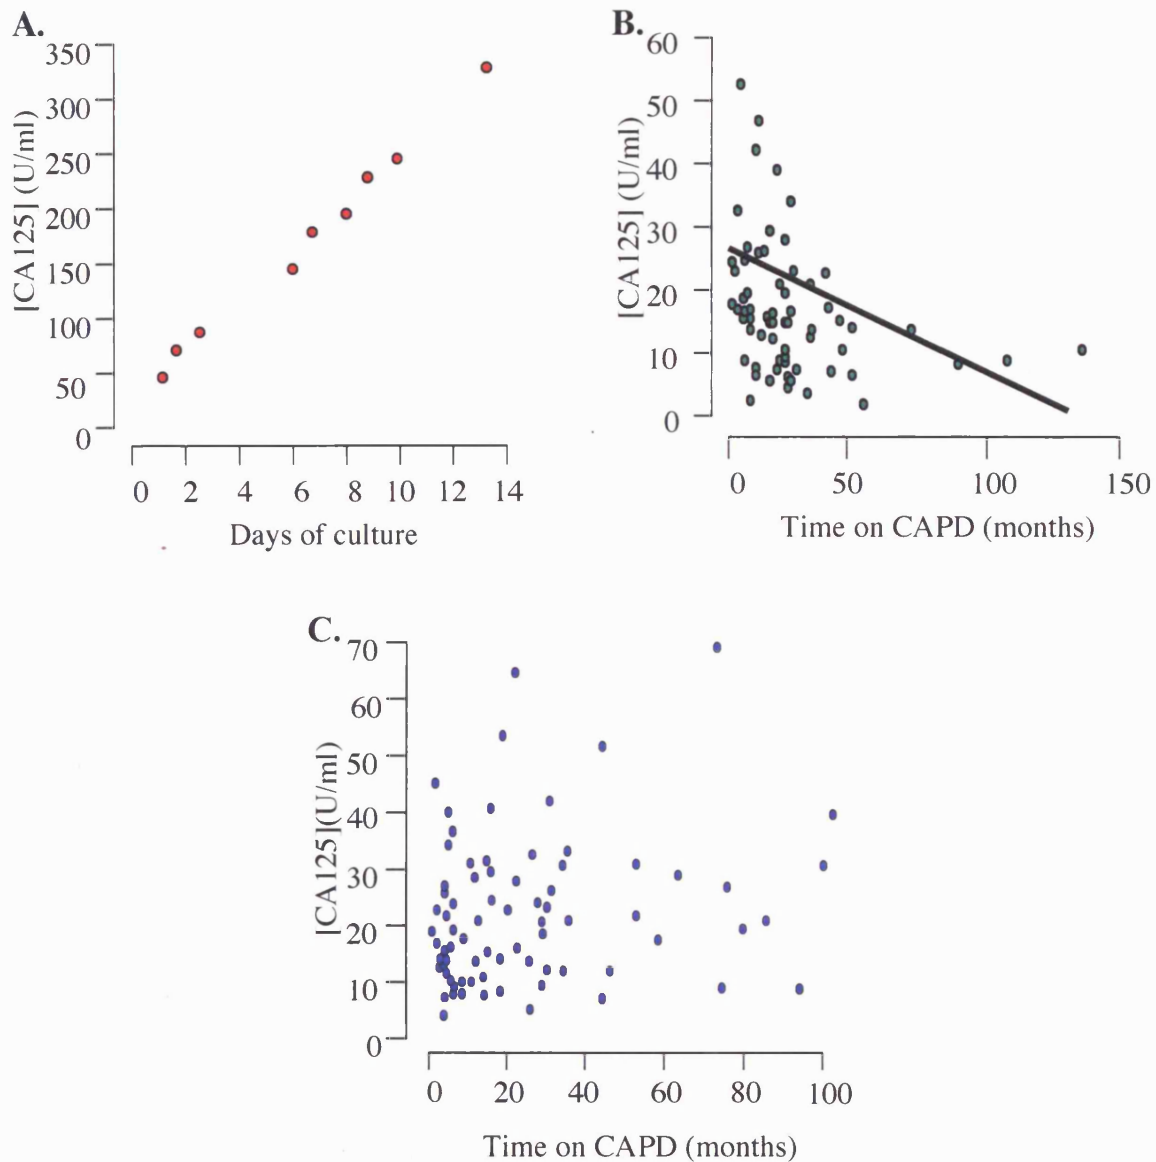 A.
350
300
250
200
150
100
50
0
[CA125] (U/ml)
0 2 4 6 8 10 12 14
Days of culture
B.
60
50
40
30
20
10
0
[CA125] (U/ml)
0 50 100 150
Time on CAPD (months)
C.
70
60
50
40
30
20
10
0
[CA125](U/ml)
0 20 40 60 80 100
Time on CAPD (months)